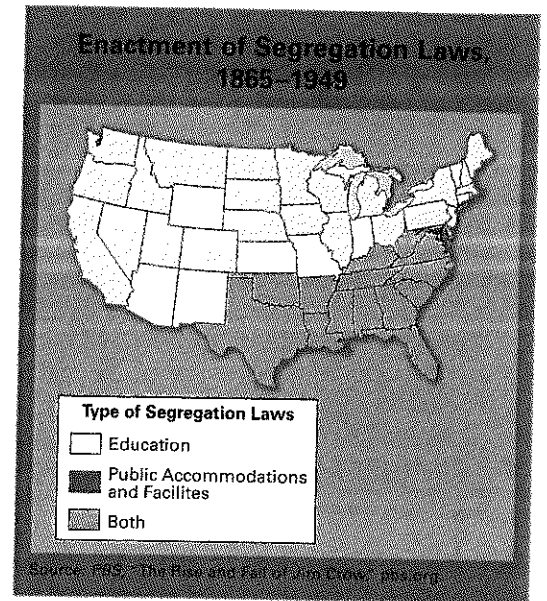 Enactment of Segregation Laws,
1865–1949
Type of Segregation Laws
Education
Public Accommodations
and Facilites
Both
Source: PBS, "The Rise and Fall of Jim Crow," pbs.org